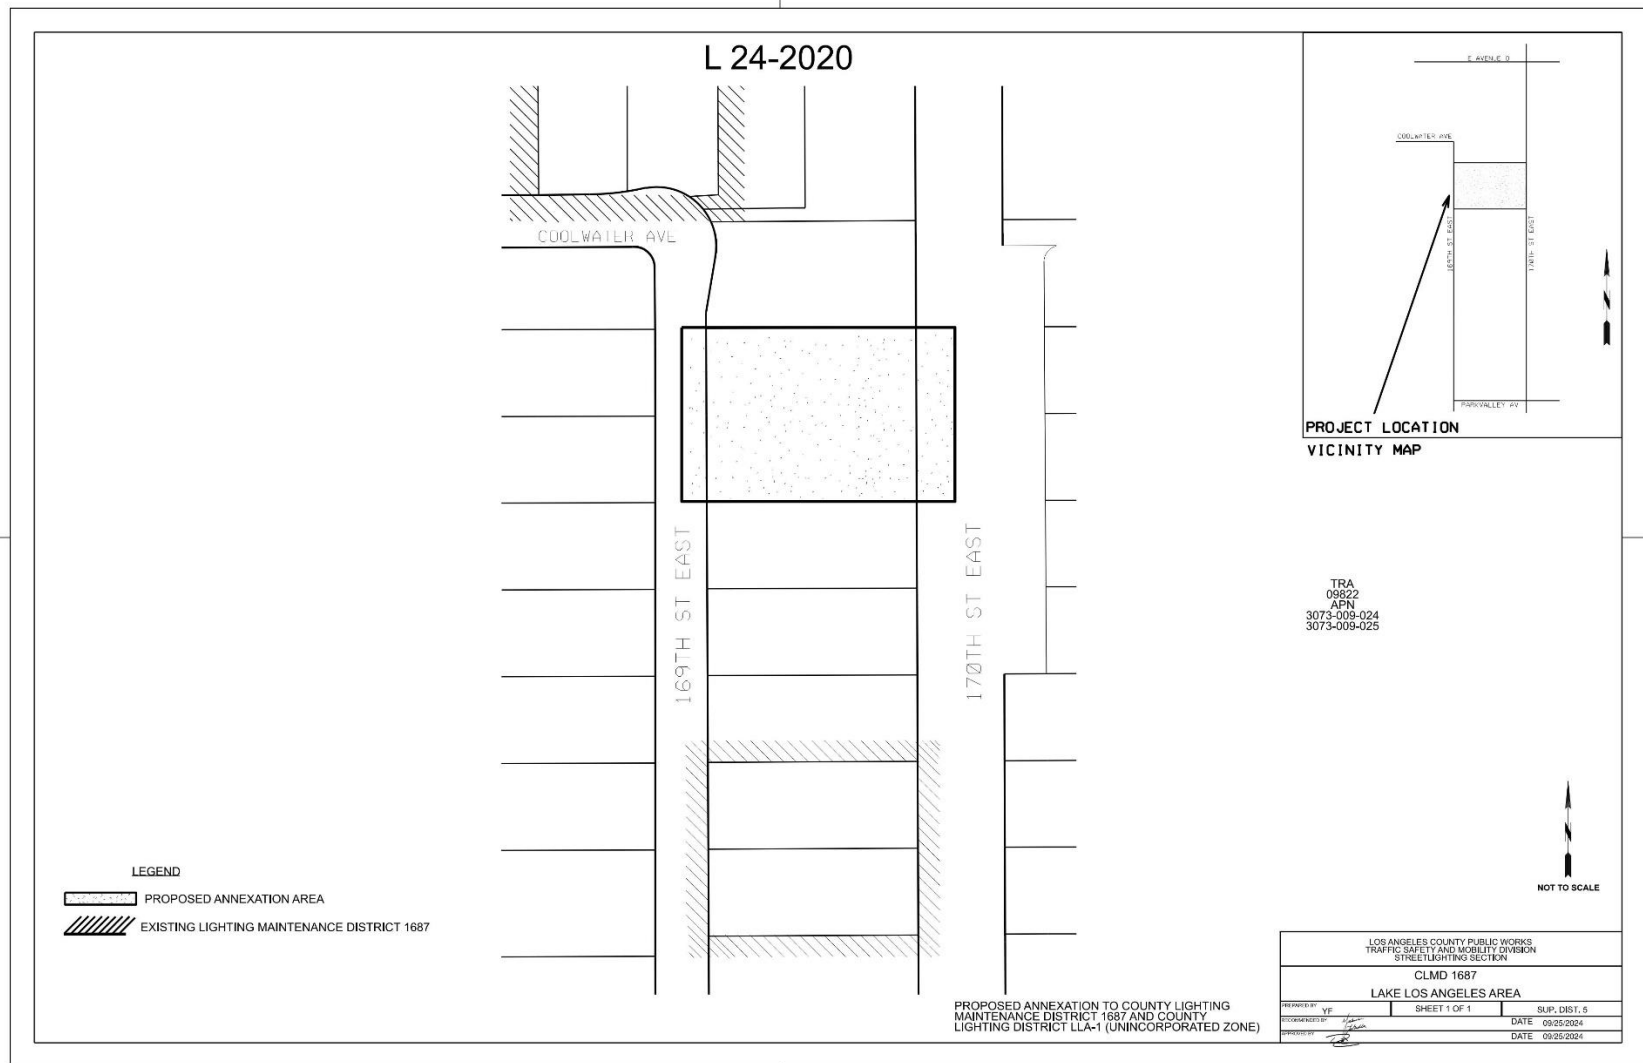 L 24-2020
E AVENUE O
COOLWATER AVE
169TH ST EAST
170TH ST EAST
PARKVALLEY AV
PROJECT LOCATION
VICINITY MAP
N
COOLWATER AVE
169TH ST EAST
170TH ST EAST
TRA
09822
APN
3073-009-024
3073-009-025
N
NOT TO SCALE
LEGEND
PROPOSED ANNEXATION AREA
EXISTING LIGHTING MAINTENANCE DISTRICT 1687
PROPOSED ANNEXATION TO COUNTY LIGHTING
MAINTENANCE DISTRICT 1687 AND COUNTY
LIGHTING DISTRICT LLA-1 (UNINCORPORATED ZONE)
LOS ANGELES COUNTY PUBLIC WORKS
TRAFFIC SAFETY AND MOBILITY DIVISION
STREETLIGHTING SECTION
CLMD 1687
LAKE LOS ANGELES AREA
PREPARED BY YF SHEET 1 OF 1 SUP. DIST. 5
RECOMMENDED BY DATE 09/25/2024
APPROVED BY DATE 09/25/2024